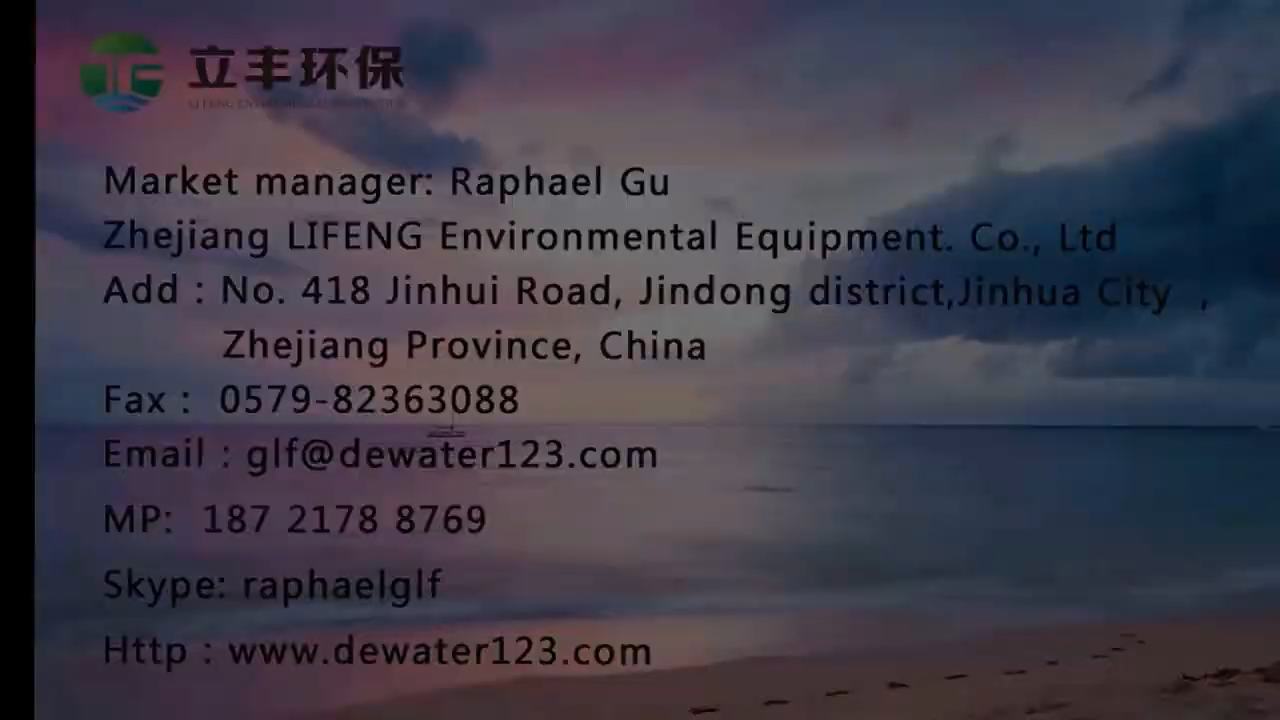 立丰环保
Market manager: Raphael Gu
Zhejiang LIFENG Environmental Equipment. Co., Ltd
Add : No. 418 Jinhui Road, Jindong district,Jinhua City ,
Zhejiang Province, China
Fax : 0579-82363088
Email : glf@dewater123.com
MP: 187 2178 8769
Skype: raphaelglf
Http : www.dewater123.com